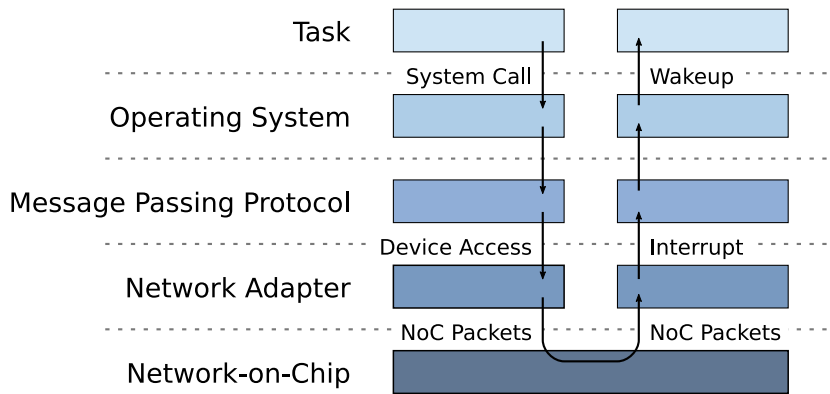 Task
System Call
Wakeup
Operating System
Message Passing Protocol
Device Access
Interrupt
Network Adapter
NoC Packets
NoC Packets
Network-on-Chip